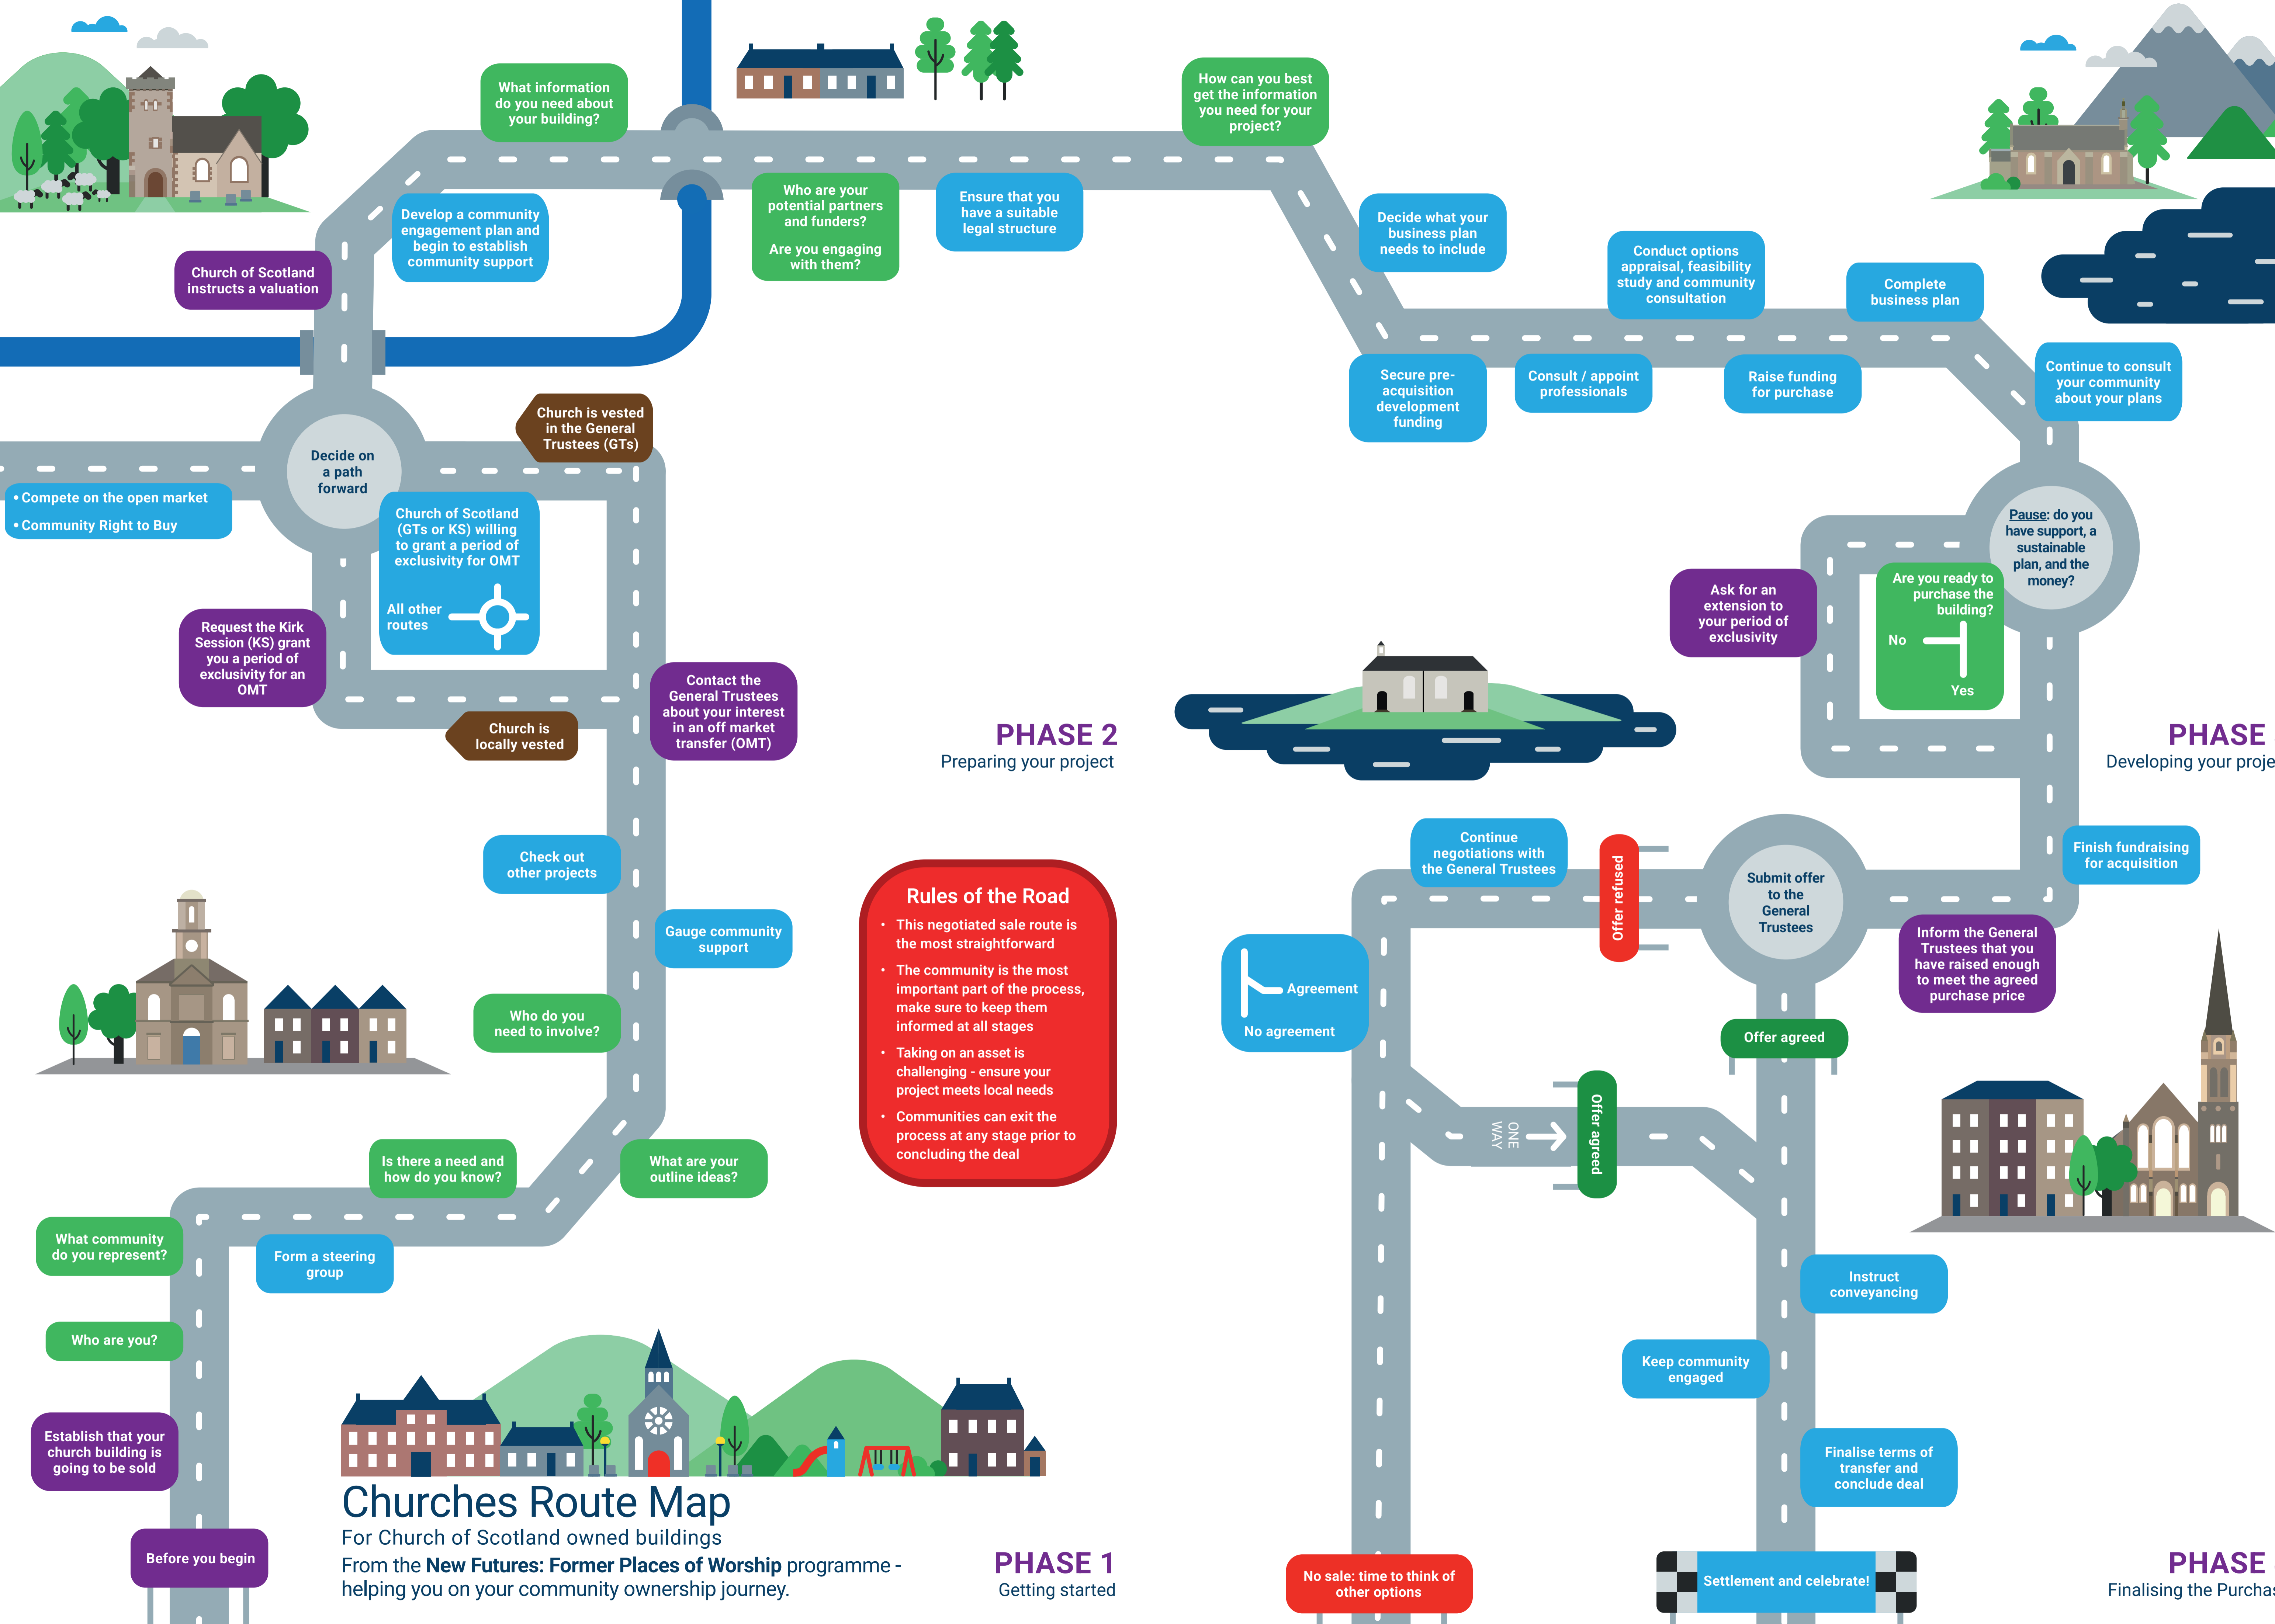 What information
do you need about
your building?
How can you best
get the information
you need for your
project?
Who are your
potential partners
and funders?
Are you engaging
with them?
Ensure that you
have a suitable
legal structure
Develop a community
engagement plan and
begin to establish
community support
Church of Scotland
instructs a valuation
Decide what your
business plan
needs to include
Conduct options
appraisal, feasibility
study and community
consultation
Complete
business plan
Secure pre-
acquisition
development
funding
Consult / appoint
professionals
Raise funding
for purchase
Continue to consult
your community
about your plans
Church is vested
in the General
Trustees (GTs)
Decide on
a path
forward
• Compete on the open market
• Community Right to Buy
Church of Scotland
(GTs or KS) willing
to grant a period of
exclusivity for OMT
All other
routes
Request the Kirk
Session (KS) grant
you a period of
exclusivity for an
OMT
Church is
locally vested
Contact the
General Trustees
about your interest
in an off market
transfer (OMT)
PHASE 2
Preparing your project
Pause: do you
have support, a
sustainable
plan, and the
money?
Ask for an
extension to
your period of
exclusivity
Are you ready to
purchase the
building?
No
Yes
PHASE
Developing your proje
Check out
other projects
Gauge community
support
Who do you
need to involve?
Is there a need and
how do you know?
What are your
outline ideas?
What community
do you represent?
Form a steering
group
Who are you?
Establish that your
church building is
going to be sold
Before you begin
Rules of the Road
• This negotiated sale route is
the most straightforward
• The community is the most
important part of the process,
make sure to keep them
informed at all stages
• Taking on an asset is
challenging - ensure your
project meets local needs
• Communities can exit the
process at any stage prior to
concluding the deal
Continue
negotiations with
the General Trustees
Offer refused
Submit offer
to the
General
Trustees
Finish fundraising
for acquisition
Inform the General
Trustees that you
have raised enough
to meet the agreed
purchase price
Agreement
No agreement
Offer agreed
ONE
WAY
Offer agreed
Instruct
conveyancing
Keep community
engaged
Finalise terms of
transfer and
conclude deal
Churches Route Map
For Church of Scotland owned buildings
From the New Futures: Former Places of Worship programme -
helping you on your community ownership journey.
PHASE 1
Getting started
No sale: time to think of
other options
Settlement and celebrate!
PHASE
Finalising the Purcha